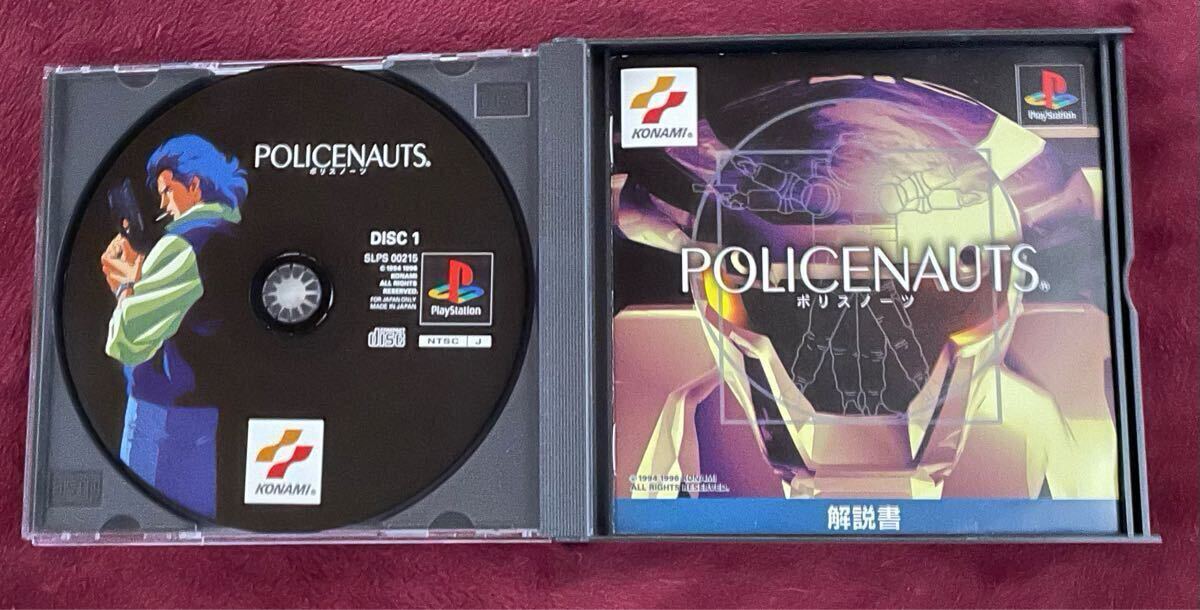 POLICENAUTS®
ポリスノーツ
DISC 1
SLPS 00215
© 1994 1996
KONAMI
ALL RIGHTS
RESERVED.
FOR JAPAN ONLY
MADE IN JAPAN
PlayStation
COMPACT
disc
NTSC J
KONAMI®
KONAMI®
PlayStation
POLICENAUTS®
ポリスノーツ
© 1994 1996 KONAMI
ALL RIGHTS RESERVED.
解説書